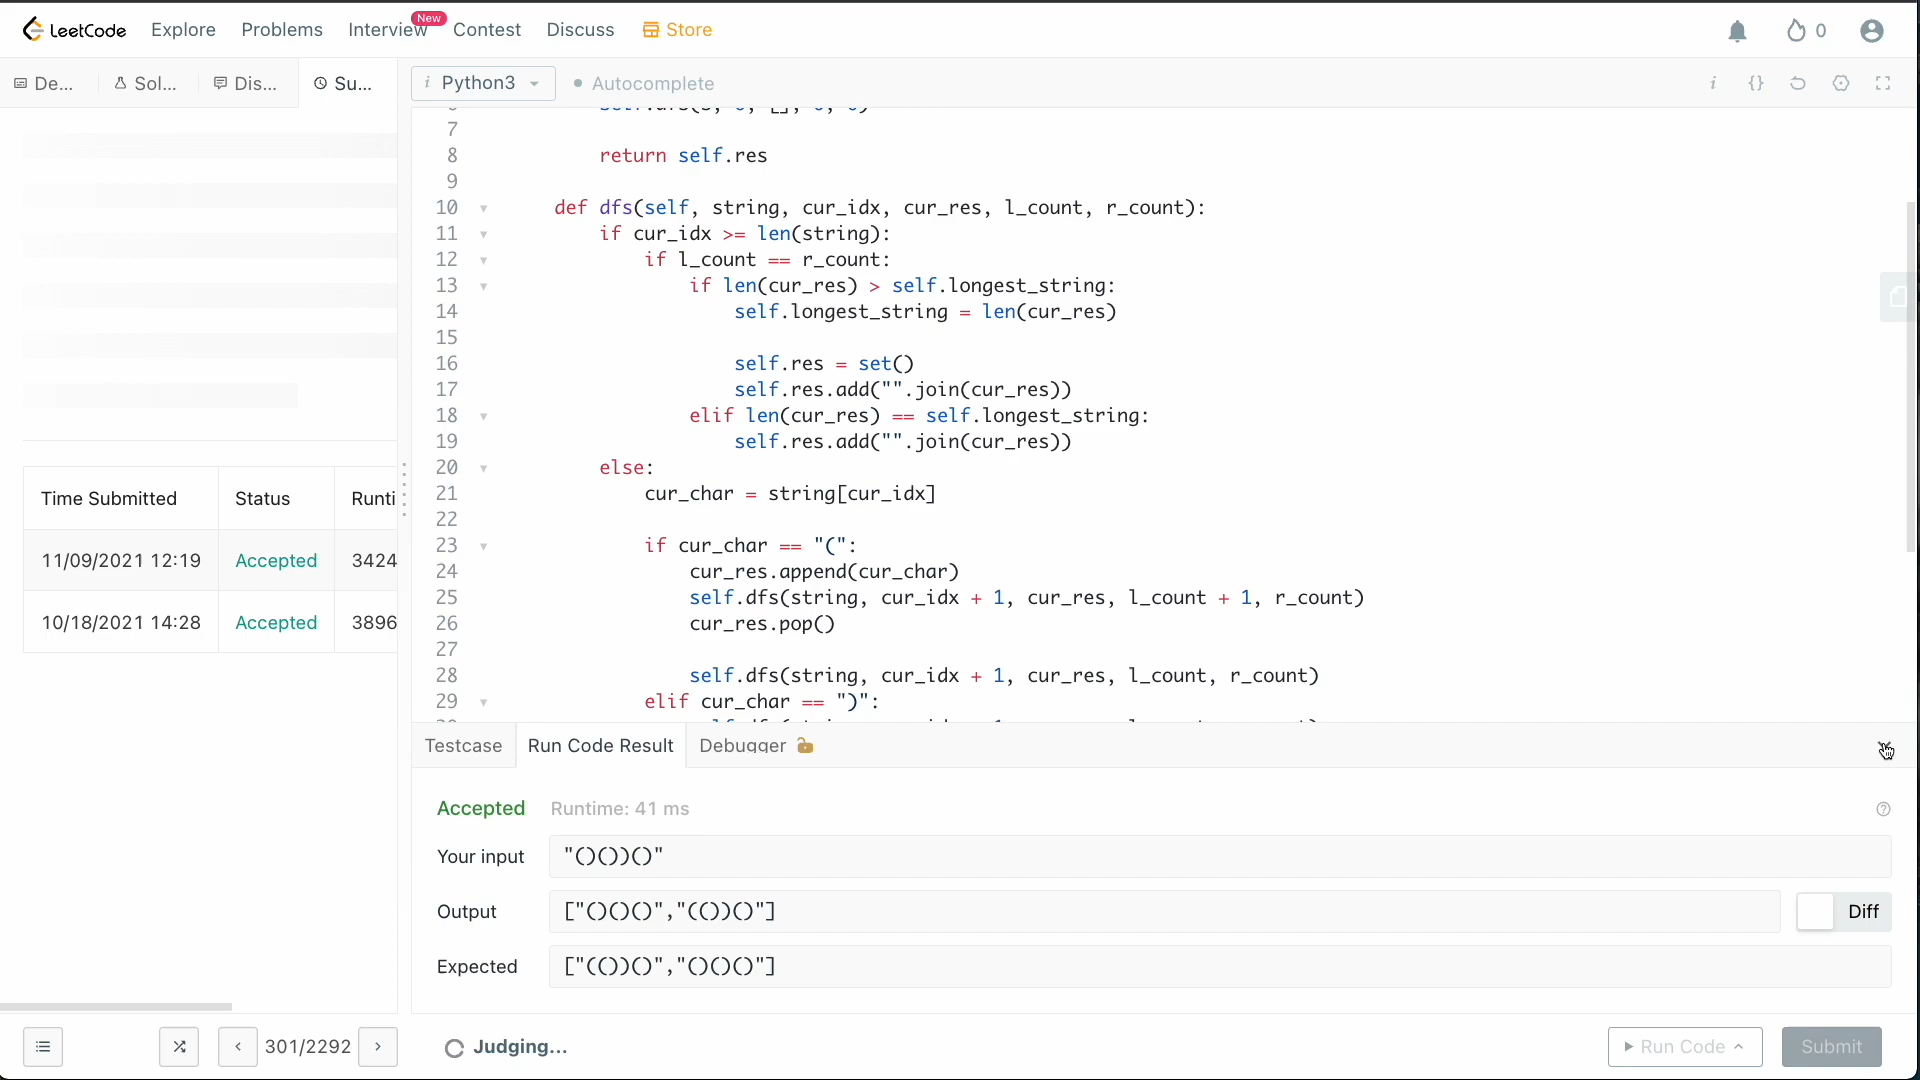 LeetCode Explore Problems Interview New Contest Discuss Store 0
De... Sol... Dis... Su...
i Python3 Autocomplete i {}
7
8 return self.res
9
10 def dfs(self, string, cur_idx, cur_res, l_count, r_count):
11 if cur_idx >= len(string):
12 if l_count == r_count:
13 if len(cur_res) > self.longest_string:
14 self.longest_string = len(cur_res)
15
16 self.res = set()
17 self.res.add("".join(cur_res))
18 elif len(cur_res) == self.longest_string:
19 self.res.add("".join(cur_res))
20 else:
21 cur_char = string[cur_idx]
22
23 if cur_char == "(":
24 cur_res.append(cur_char)
25 self.dfs(string, cur_idx + 1, cur_res, l_count + 1, r_count)
26 cur_res.pop()
27
28 self.dfs(string, cur_idx + 1, cur_res, l_count, r_count)
29 elif cur_char == ")":
Time Submitted Status Runti
11/09/2021 12:19 Accepted 3424
10/18/2021 14:28 Accepted 3896
Testcase Run Code Result Debugger
Accepted Runtime: 41 ms
Your input "()())()"
Output ["()()()","(())()"]
Diff
Expected ["(())()","()()()"]
301/2292
Judging...
Run Code
Submit